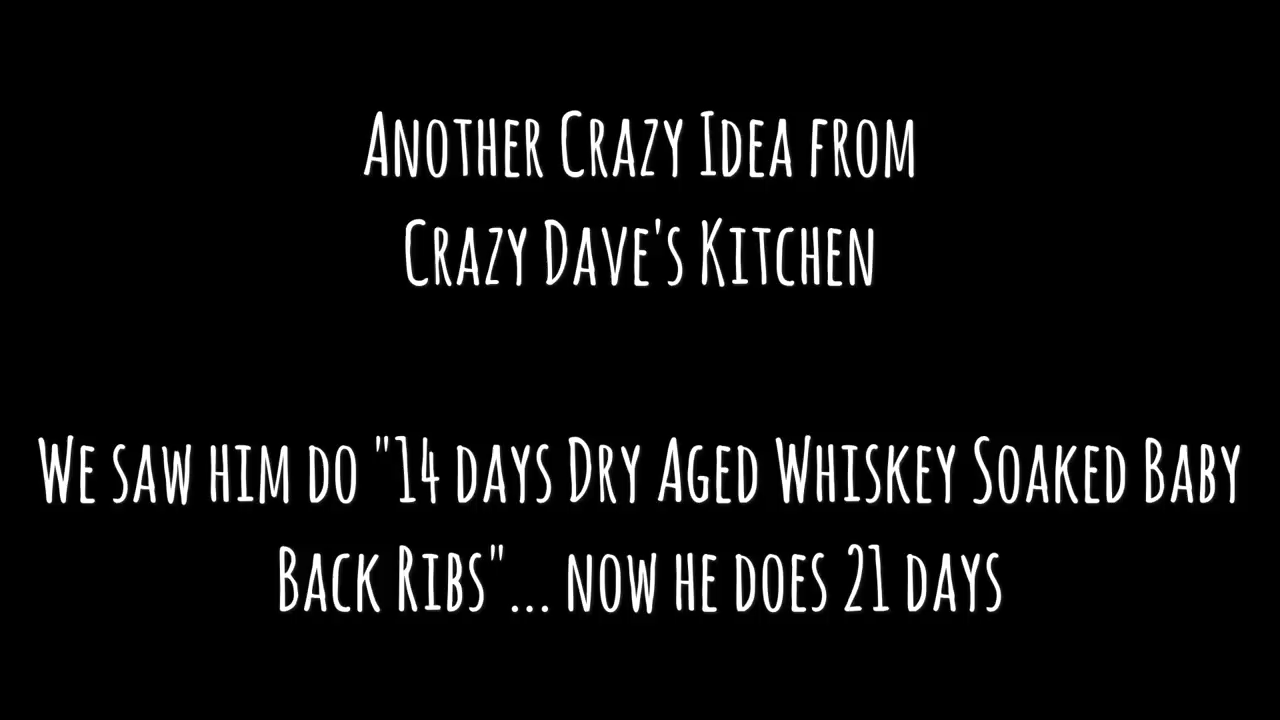 Another Crazy Idea from
Crazy Dave's Kitchen
We saw him do "14 days Dry Aged Whiskey Soaked Baby
Back Ribs"... now he does 21 days